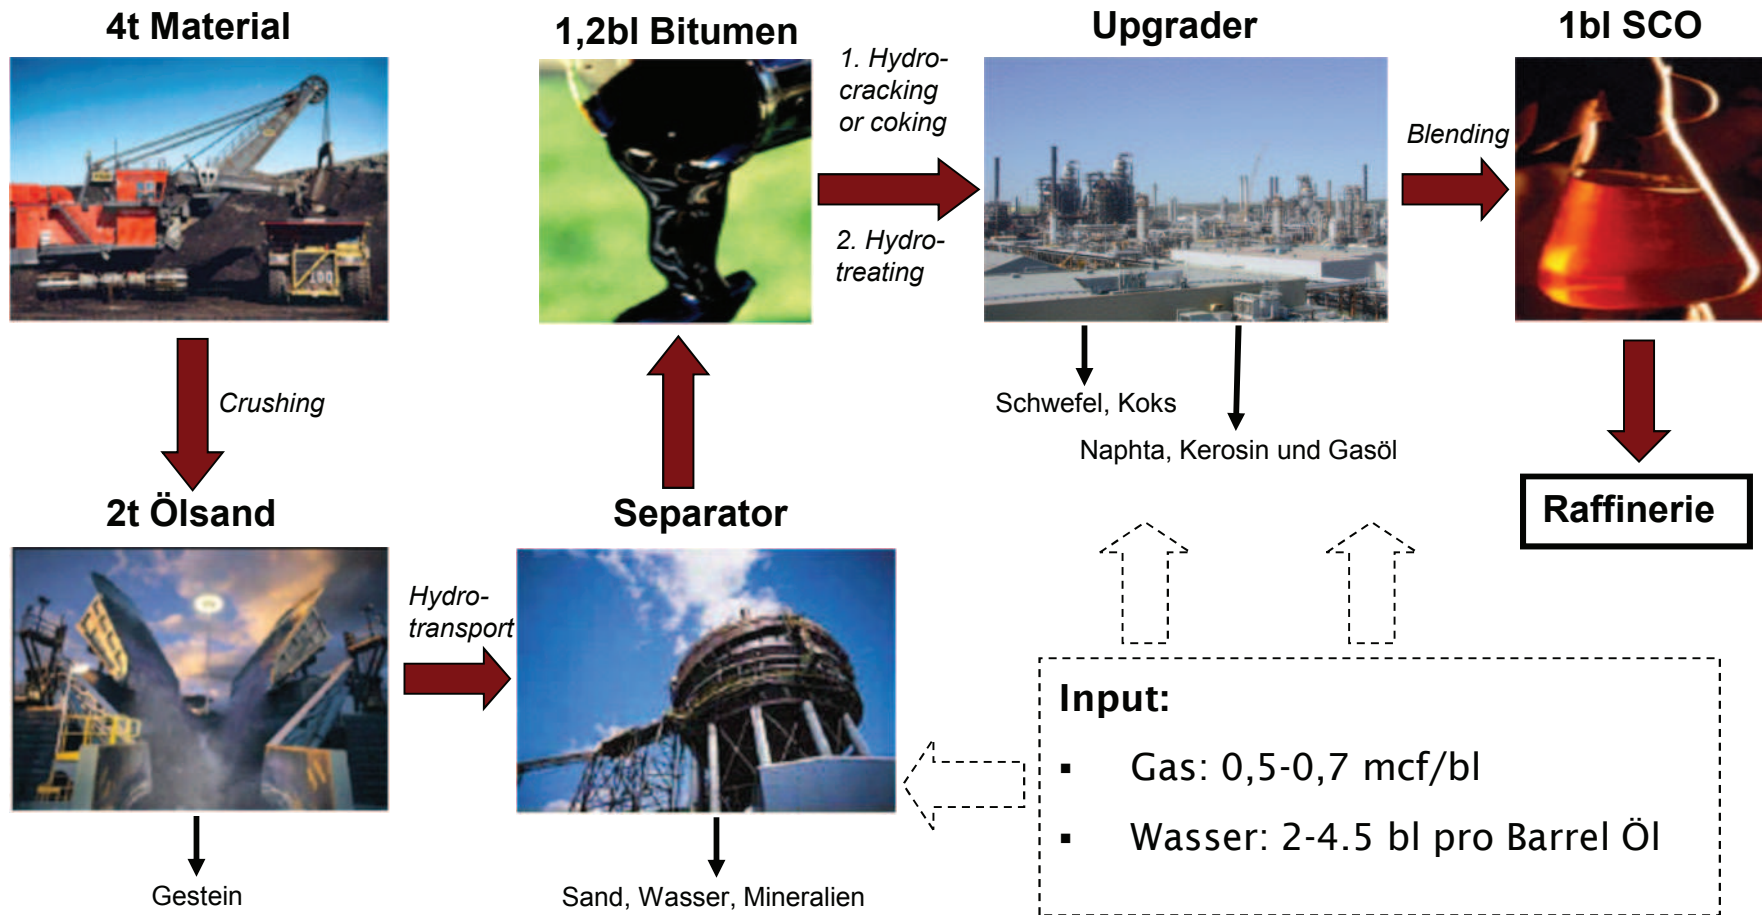 4t Material
1,2bl Bitumen
Upgrader
1bl SCO
1. Hydro-
cracking
or coking
2. Hydro-
treating
Blending
Crushing
Schwefel, Koks
Naphta, Kerosin und Gasöl
2t Ölsand
Separator
Raffinerie
Hydro-
transport
Input:
▪ Gas: 0,5-0,7 mcf/bl
▪ Wasser: 2-4.5 bl pro Barrel Öl
Gestein
Sand, Wasser, Mineralien